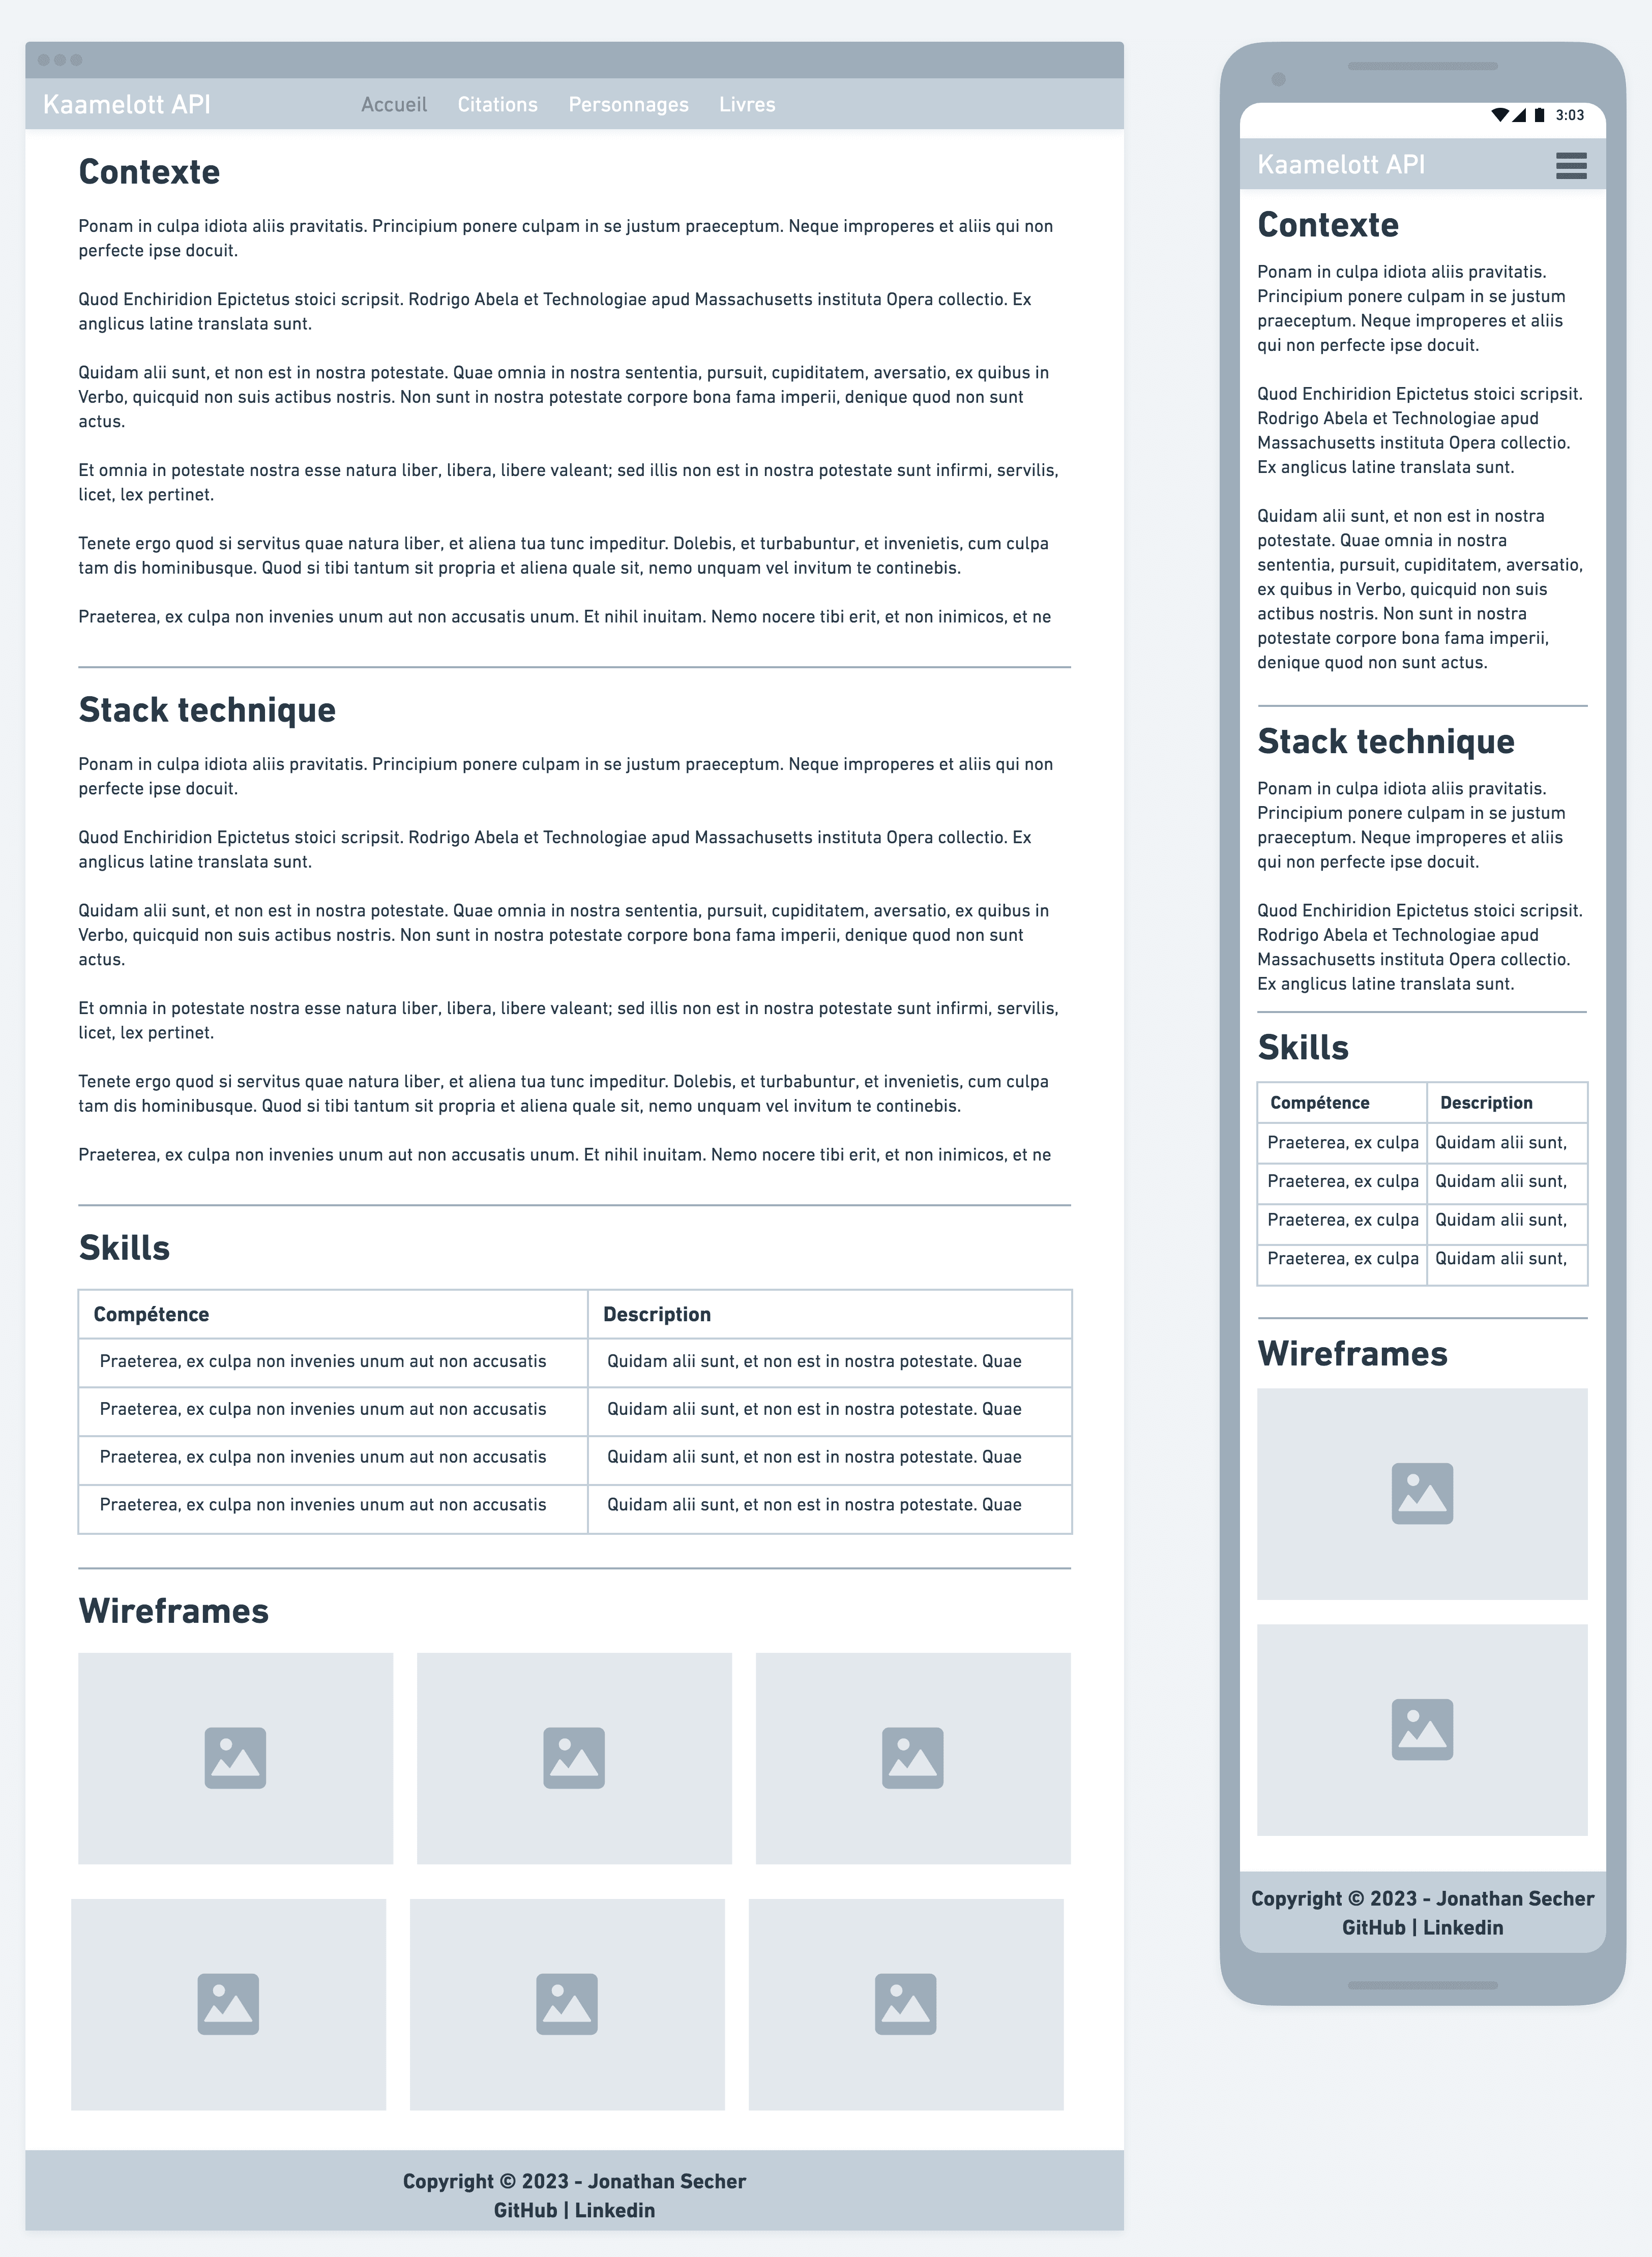 Kaamelott API
Accueil Citations Personnages Livres
Contexte
Ponam in culpa idiota aliis pravitatis. Principium ponere culpam in se justum praeceptum. Neque improperes et aliis qui non
perfecte ipse docuit.
Quod Enchiridion Epictetus stoici scripsit. Rodrigo Abela et Technologiae apud Massachusetts instituta Opera collectio. Ex
anglicus latine translata sunt.
Quidam alii sunt, et non est in nostra potestate. Quae omnia in nostra sententia, pursuit, cupiditatem, aversatio, ex quibus in
Verbo, quicquid non suis actibus nostris. Non sunt in nostra potestate corpore bona fama imperii, denique quod non sunt
actus.
Et omnia in potestate nostra esse natura liber, libera, libere valeant; sed illis non est in nostra potestate sunt infirmi, servilis,
licet, lex pertinet.
Tenete ergo quod si servitus quae natura liber, et aliena tua tunc impeditur. Dolebis, et turbabuntur, et invenietis, cum culpa
tam dis hominibusque. Quod si tibi tantum sit propria et aliena quale sit, nemo unquam vel invitum te continebis.
Praeterea, ex culpa non invenies unum aut non accusatis unum. Et nihil inuitam. Nemo nocere tibi erit, et non inimicos, et ne
Stack technique
Ponam in culpa idiota aliis pravitatis. Principium ponere culpam in se justum praeceptum. Neque improperes et aliis qui non
perfecte ipse docuit.
Quod Enchiridion Epictetus stoici scripsit. Rodrigo Abela et Technologiae apud Massachusetts instituta Opera collectio. Ex
anglicus latine translata sunt.
Quidam alii sunt, et non est in nostra potestate. Quae omnia in nostra sententia, pursuit, cupiditatem, aversatio, ex quibus in
Verbo, quicquid non suis actibus nostris. Non sunt in nostra potestate corpore bona fama imperii, denique quod non sunt
actus.
Et omnia in potestate nostra esse natura liber, libera, libere valeant; sed illis non est in nostra potestate sunt infirmi, servilis,
licet, lex pertinet.
Tenete ergo quod si servitus quae natura liber, et aliena tua tunc impeditur. Dolebis, et turbabuntur, et invenietis, cum culpa
tam dis hominibusque. Quod si tibi tantum sit propria et aliena quale sit, nemo unquam vel invitum te continebis.
Praeterea, ex culpa non invenies unum aut non accusatis unum. Et nihil inuitam. Nemo nocere tibi erit, et non inimicos, et ne
Skills
Compétence Description
Praeterea, ex culpa non invenies unum aut non accusatis Quidam alii sunt, et non est in nostra potestate. Quae
Praeterea, ex culpa non invenies unum aut non accusatis Quidam alii sunt, et non est in nostra potestate. Quae
Praeterea, ex culpa non invenies unum aut non accusatis Quidam alii sunt, et non est in nostra potestate. Quae
Praeterea, ex culpa non invenies unum aut non accusatis Quidam alii sunt, et non est in nostra potestate. Quae
Wireframes
Copyright © 2023 - Jonathan Secher
GitHub | Linkedin
3:03
Kaamelott API
Contexte
Ponam in culpa idiota aliis pravitatis.
Principium ponere culpam in se justum
praeceptum. Neque improperes et aliis
qui non perfecte ipse docuit.
Quod Enchiridion Epictetus stoici scripsit.
Rodrigo Abela et Technologiae apud
Massachusetts instituta Opera collectio.
Ex anglicus latine translata sunt.
Quidam alii sunt, et non est in nostra
potestate. Quae omnia in nostra
sententia, pursuit, cupiditatem, aversatio,
ex quibus in Verbo, quicquid non suis
actibus nostris. Non sunt in nostra
potestate corpore bona fama imperii,
denique quod non sunt actus.
Stack technique
Ponam in culpa idiota aliis pravitatis.
Principium ponere culpam in se justum
praeceptum. Neque improperes et aliis
qui non perfecte ipse docuit.
Quod Enchiridion Epictetus stoici scripsit.
Rodrigo Abela et Technologiae apud
Massachusetts instituta Opera collectio.
Ex anglicus latine translata sunt.
Skills
Compétence Description
Praeterea, ex culpa Quidam alii sunt,
Praeterea, ex culpa Quidam alii sunt,
Praeterea, ex culpa Quidam alii sunt,
Praeterea, ex culpa Quidam alii sunt,
Wireframes
Copyright © 2023 - Jonathan Secher
GitHub | Linkedin